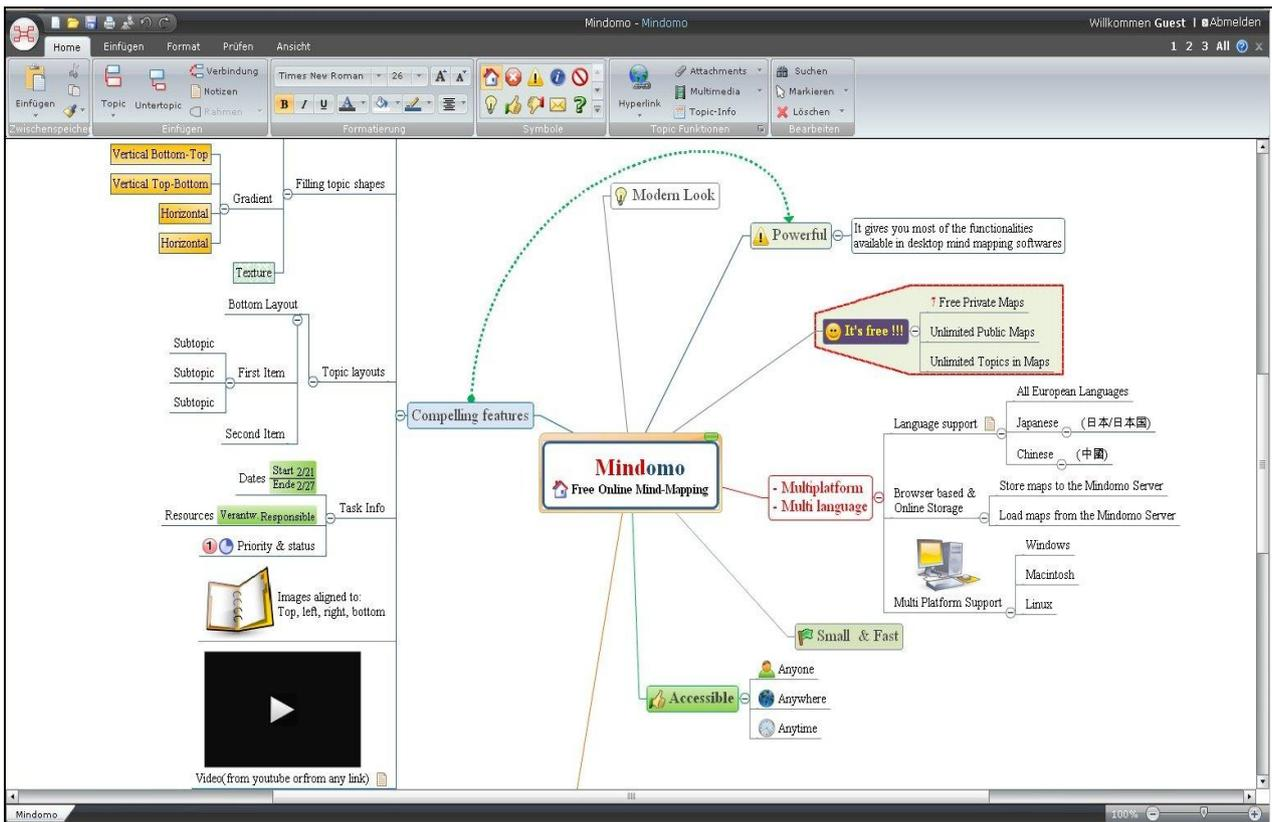 Mindomo - Mindomo
Willkommen Guest | Abmelden
Home Einfügen Format Prüfen Ansicht
1 2 3 All
Einfügen
Zwischenspeicher
Topic
Untertopic
Verbindung
Notizen
Rahmen
Einfügen
Times New Roman 26 A A
B I U A
Formatierung
Symbole
Hyperlink
Attachments
Multimedia
Topic-Info
Topic Funktionen
Suchen
Markieren
Löschen
Bearbeiten
Vertical Bottom-Top
Vertical Top-Bottom
Horizontal
Horizontal
Gradient
Filling topic shapes
Texture
Bottom Layout
Subtopic
Subtopic
Subtopic
First Item
Second Item
Topic layouts
Compelling features
Dates
Start 2/21
Ende 2/27
Resources
Verantw. Responsible
1 Priority & status
Task Info
Images aligned to:
Top, left, right, bottom
Video(from youtube orfrom any link)
Modern Look
Powerful
It gives you most of the functionalities
available in desktop mind mapping softwares
It's free !!!
Free Private Maps
Unlimited Public Maps
Unlimited Topics in Maps
Mindomo
Free Online Mind-Mapping
- Multiplatform
- Multi language
Language support
All European Languages
Japanese (日本/日本国)
Chinese (中國)
Browser based &
Online Storage
Store maps to the Mindomo Server
Load maps from the Mindomo Server
Multi Platform Support
Windows
Macintosh
Linux
Small & Fast
Accessible
Anyone
Anywhere
Anytime
Mindomo
100%